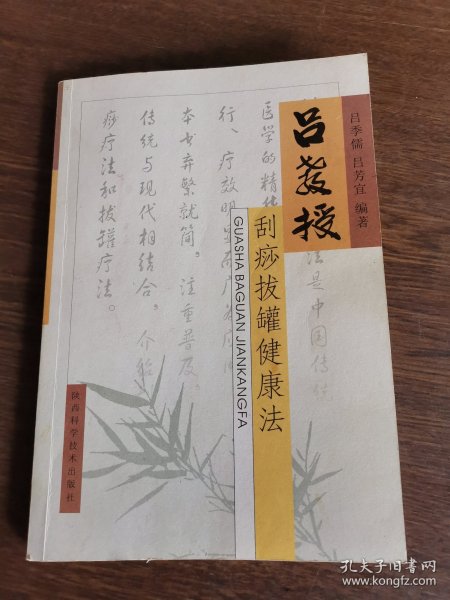 吕教授
刮痧拔罐健康法
GUASHA BAGUAN JIANKANGFA
吕季儒 吕芳宜 编著
法是中国传统
医学的精
行、疗效明
本书弃繁就简,注重普及,
传统与现代相结合。介绍
痧疗法和拔罐疗法。
陕西科学技术出版社
孔夫子旧书网
www.kongfz.com